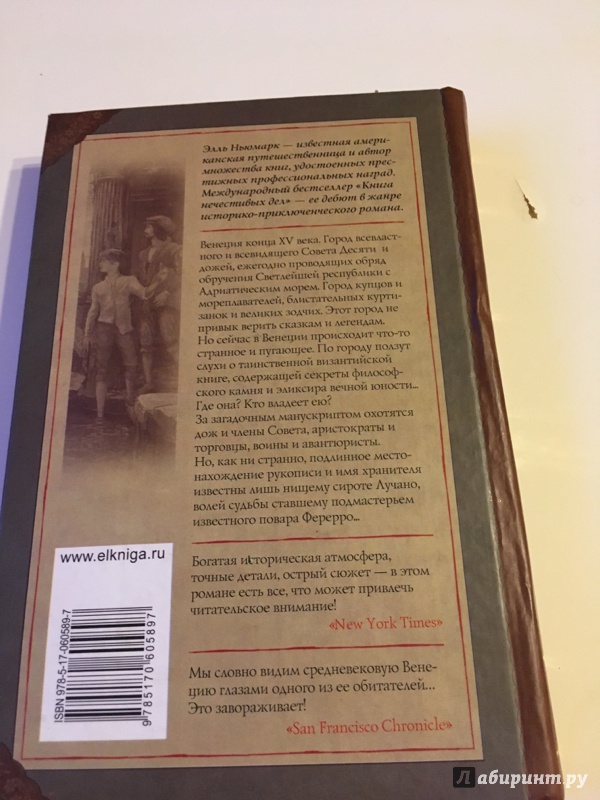 Элль Ньюмарк — известная амери-
канская путешественница и автор
множества книг, удостоенных прес-
тижных профессиональных наград.
Международный бестселлер «Книга
нечестивых дел» — ее дебют в жанре
историко-приключенческого романа.
Венеция конца XV века. Город всевласт-
ного и всевидящего Совета Десяти и
дожей, ежегодно проводящих обряд
обручения Светлейшей республики с
Адриатическим морем. Город купцов и
мореплавателей, блистательных курти-
занок и великих зодчих. Этот город не
привык верить сказкам и легендам.
Но сейчас в Венеции происходит что-то
странное и пугающее. По городу ползут
слухи о таинственной византийской
книге, содержащей секреты философ-
ского камня и эликсира вечной юности...
Где она? Кто владеет ею?
За загадочным манускриптом охотятся
дож и члены Совета, аристократы и
торговцы, воины и авантюристы.
Но, как ни странно, подлинное место-
нахождение рукописи и имя хранителя
известны лишь нищему сироте Лучано,
волей судьбы ставшему подмастерьем
известного повара Ферерро...
Богатая историческая атмосфера,
точные детали, острый сюжет — в этом
романе есть все, что может привлечь
читательское внимание!
«New York Times»
Мы словно видим средневековую Вене-
цию глазами одного из ее обитателей...
Это завораживает!
«San Francisco Chronicle»
www.elkniga.ru
ISBN 978-5-17-060589-7
9 785170 605897
Лабиринт.ру